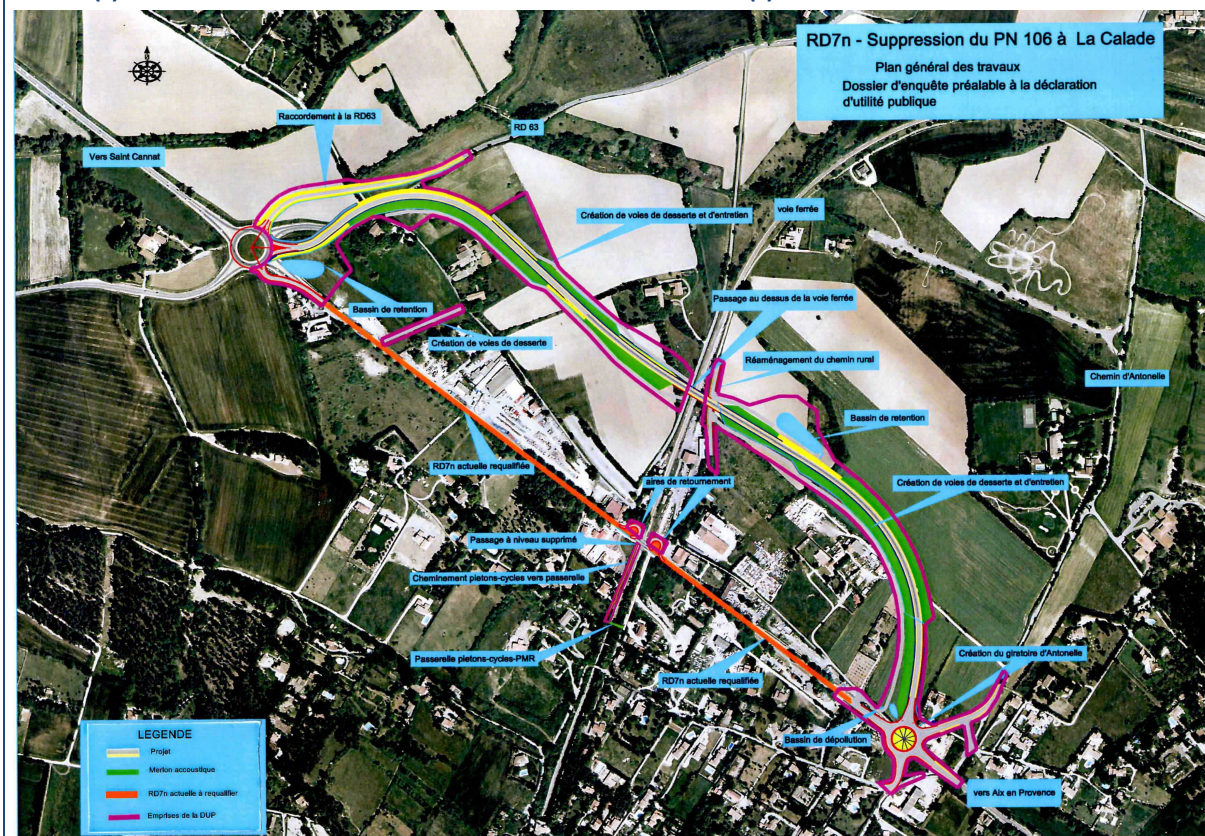 RD7n - Suppression du PN 106 à La Calade
Plan général des travaux
Dossier d'enquête préalable à la déclaration
d'utilité publique
Raccordement à la RD63
RD 63
Vers Saint Cannat
Création de voies de desserte et d'entretien
voie ferrée
Passage au dessus de la voie ferrée
Bassin de retention
Création de voies de desserte
Réaménagement du chemin rural
Chemin d'Antonelle
Bassin de retention
RD7n actuelle requalifiée
aires de retournement
Création de voies de desserte et d'entretien
Passage à niveau supprimé
Cheminement pietons-cycles vers passerelle
Passerelle pietons-cycles-PMR
RD7n actuelle requalifiée
Création du giratoire d'Antonelle
Bassin de dépollution
vers Aix en Provence
LEGENDE
Projet
Merlon accoustique
RD7n actuelle à requalifier
Emprises de la DUP